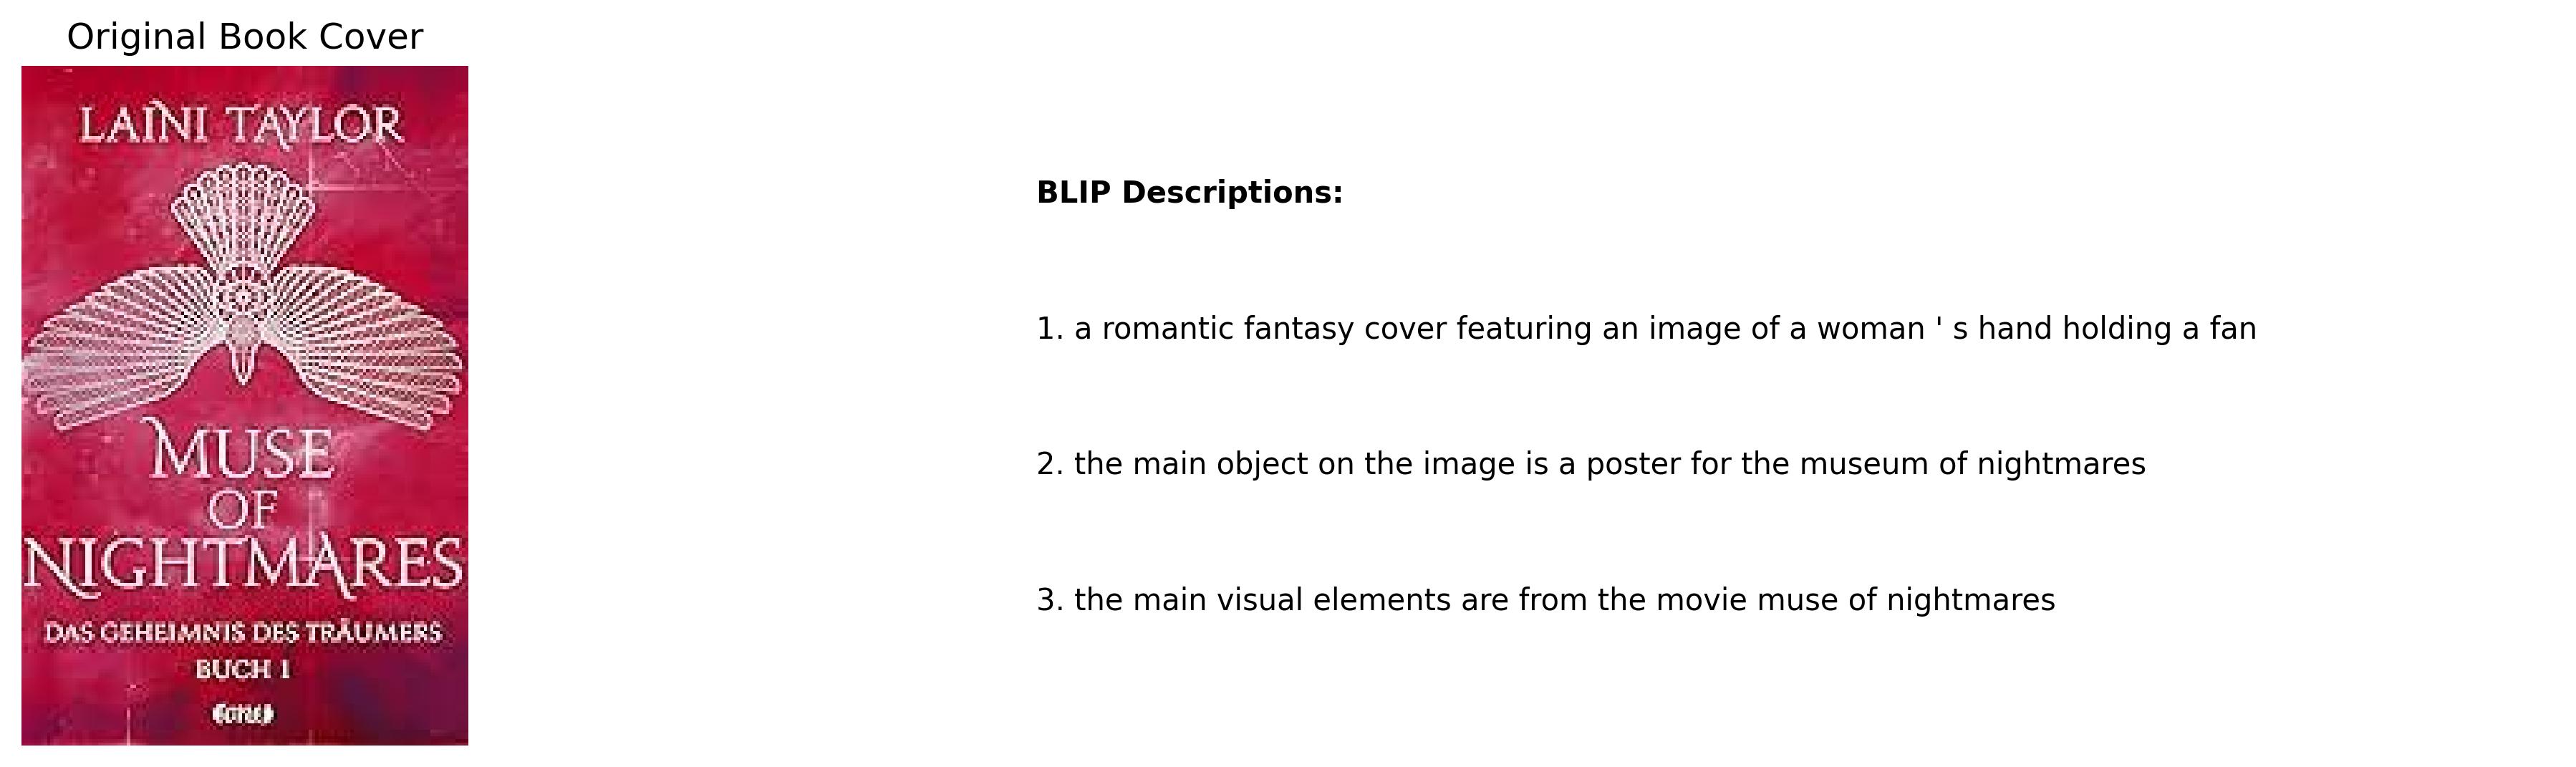 Original Book Cover
LAINI TAYLOR
MUSE
OF
NIGHTMARES
DAS GEHEIMNIS DES TRÄUMERS
BUCH 1
BLIP Descriptions:
1. a romantic fantasy cover featuring an image of a woman ' s hand holding a fan
2. the main object on the image is a poster for the museum of nightmares
3. the main visual elements are from the movie muse of nightmares